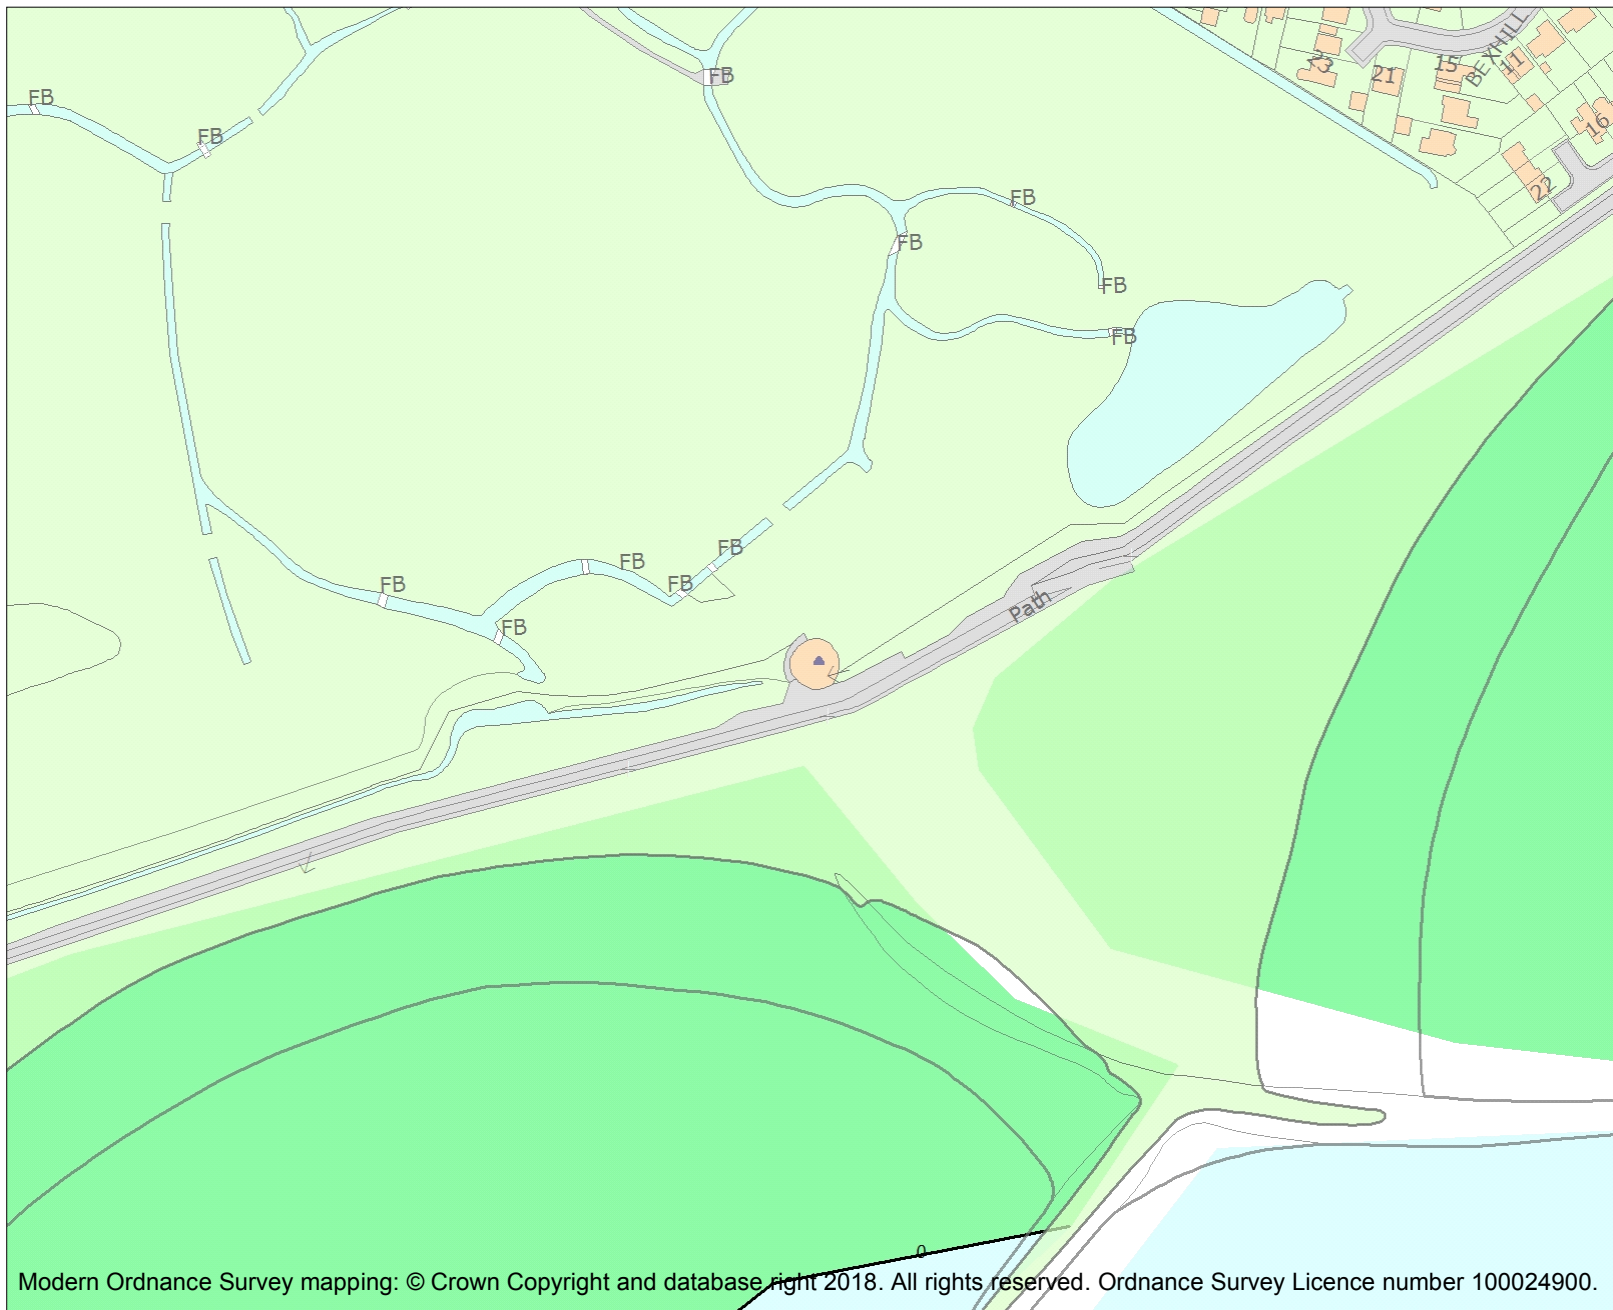 BEXHILL
23
21
15
11
16
22
FB
FB
FB
FB
FB
FB
FB
FB
FB
FB
FB
FB
Path
0
Modern Ordnance Survey mapping: © Crown Copyright and database right 2018. All rights reserved. Ordnance Survey Licence number 100024900.